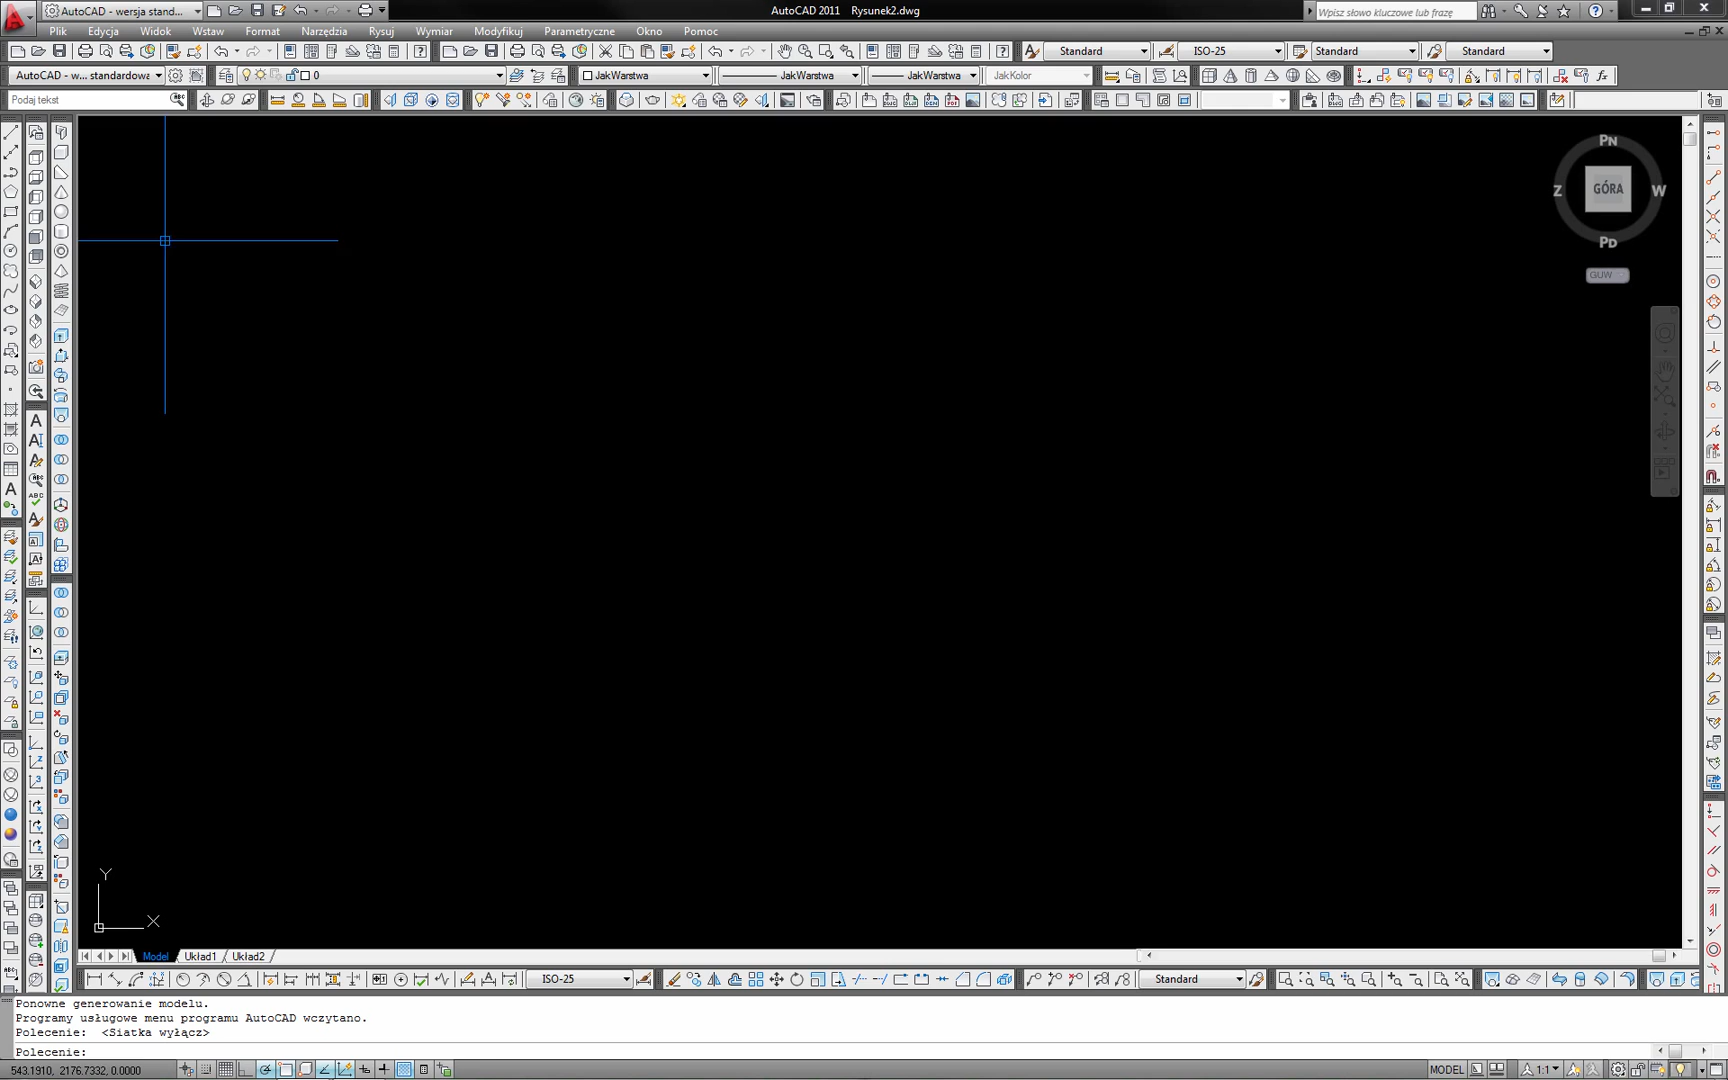 AutoCAD - wersja stand...
AutoCAD 2011 Rysunek2.dwg
Wpisz słowo kluczowe lub frazę
Plik Edycja Widok Wstaw Format Narzędzia Rysuj Wymiar Modyfikuj Parametryczne Okno Pomoc
Standard ISO-25 Standard Standard
AutoCAD - w... standardowa 0 JakWarstwa JakWarstwa JakWarstwa JakKolor
Podaj tekst
PN
Z GÓRA W
PD
GUW
Y
X
Model Układ1 Układ2
ISO-25 Standard
Ponowne generowanie modelu.
Programy usługowe menu programu AutoCAD wczytano.
Polecenie: <Siatka wyłącz>
Polecenie:
543.1910, 2176.7332, 0.0000 MODEL 1:1